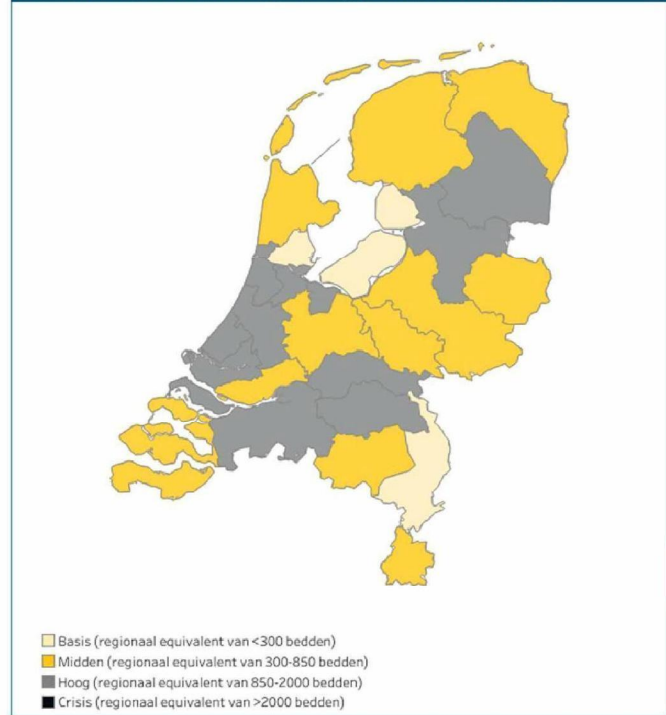 Basis (regionaal equivalent van <300 bedden)
Midden (regionaal equivalent van 300-850 bedden)
Hoog (regionaal equivalent van 850-2000 bedden)
Crisis (regionaal equivalent van >2000 bedden)